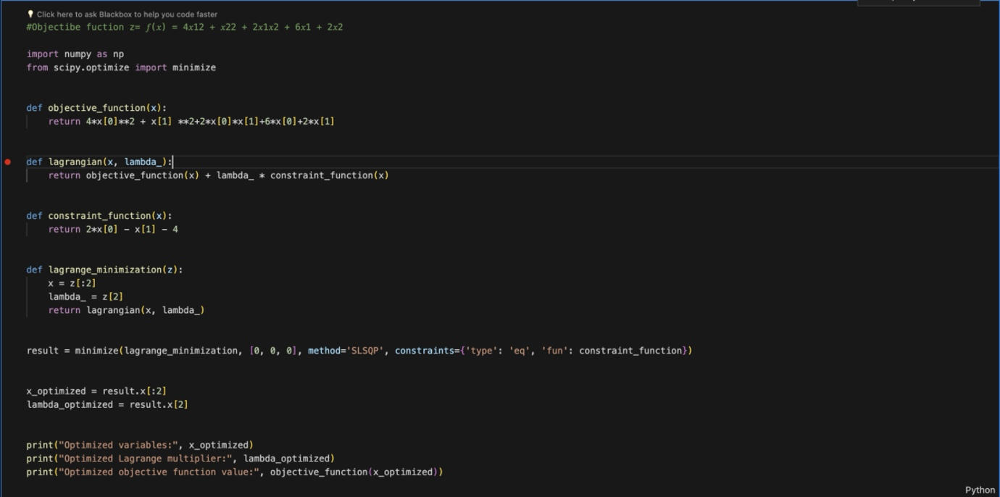 Click here to ask Blackbox to help you code faster
#Objectibe fuction z= 𝑓(𝑥) = 4𝑥12 + 𝑥22 + 2𝑥1𝑥2 + 6𝑥1 + 2𝑥2
import numpy as np
from scipy.optimize import minimize
def objective_function(x):
    return 4*x[0]**2 + x[1] **2+2*x[0]*x[1]+6*x[0]+2*x[1]
def lagrangian(x, lambda_):
    return objective_function(x) + lambda_ * constraint_function(x)
def constraint_function(x):
    return 2*x[0] - x[1] - 4
def lagrange_minimization(z):
    x = z[:2]
    lambda_ = z[2]
    return lagrangian(x, lambda_)
result = minimize(lagrange_minimization, [0, 0, 0], method='SLSQP', constraints={'type': 'eq', 'fun': constraint_function})
x_optimized = result.x[:2]
lambda_optimized = result.x[2]
print("Optimized variables:", x_optimized)
print("Optimized Lagrange multiplier:", lambda_optimized)
print("Optimized objective function value:", objective_function(x_optimized))
Python